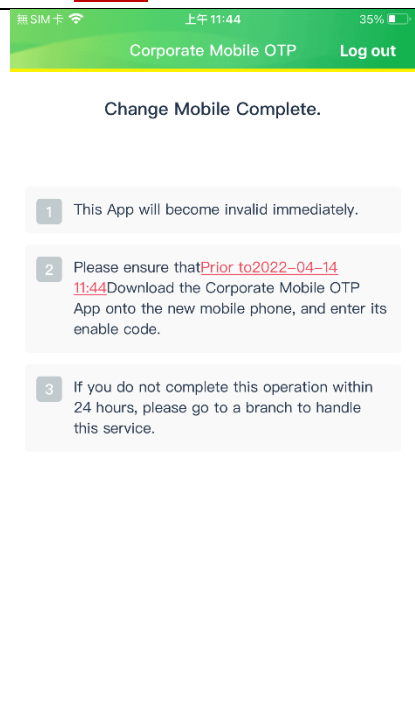 無SIM卡 上午11:44 35%
Corporate Mobile OTP Log out
Change Mobile Complete.
1 This App will become invalid immediately.
2 Please ensure thatPrior to2022-04-14
11:44Download the Corporate Mobile OTP
App onto the new mobile phone, and enter its
enable code.
3 If you do not complete this operation within
24 hours, please go to a branch to handle
this service.